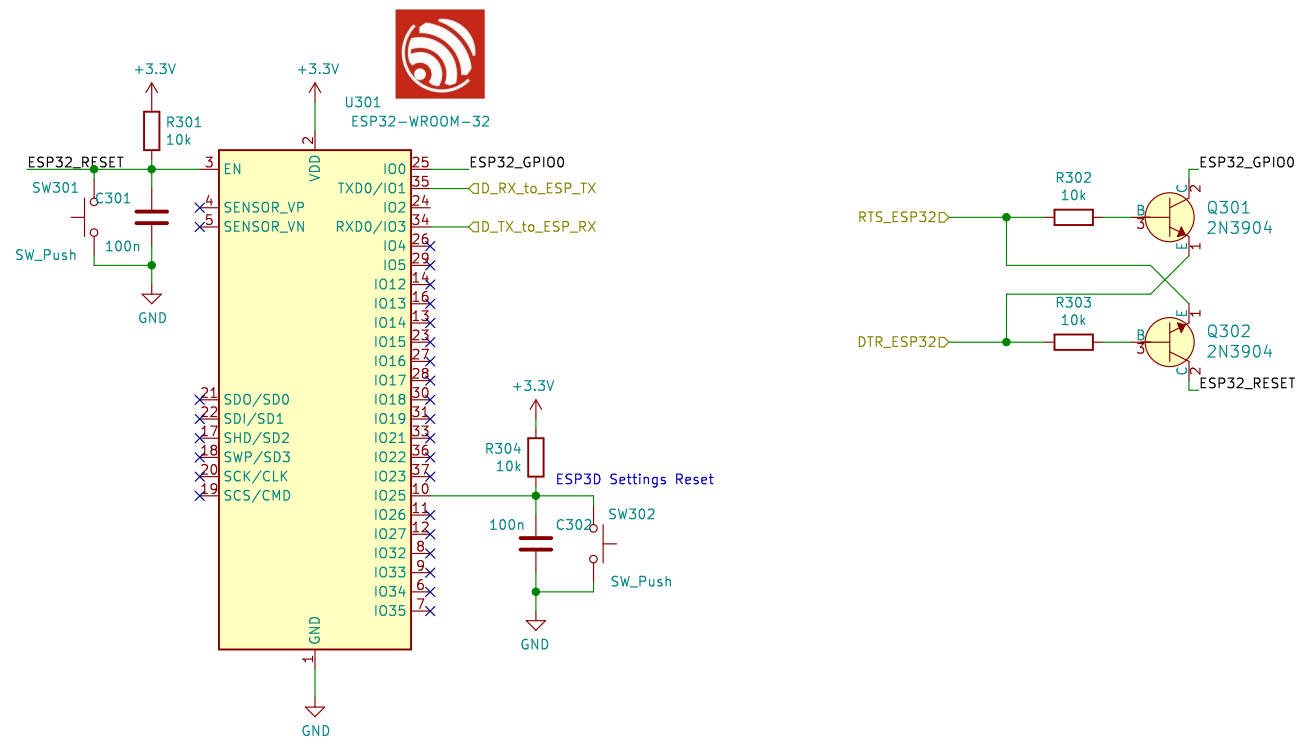 +3.3V
R301
10k
ESP32_RESET
SW301
C301
100n
SW_Push
GND
+3.3V
U301
ESP32-WROOM-32
2
VDD
3 EN
4 SENSOR_VP
5 SENSOR_VN
21 SDO/SD0
22 SDI/SD1
17 SHD/SD2
18 SWP/SD3
20 SCK/CLK
19 SCS/CMD
IO0 25 ESP32_GPIO0
TXD0/IO1 35 D_RX_to_ESP_TX
IO2 24
RXD0/IO3 34 D_TX_to_ESP_RX
IO4 26
IO5 29
IO12 14
IO13 16
IO14 13
IO15 23
IO16 27
IO17 28
IO18 30
IO19 31
IO21 33
IO22 36
IO23 37
IO25 10
IO26 11
IO27 12
IO32 8
IO33 9
IO34 6
IO35 7
GND
1
GND
+3.3V
R304
10k
ESP3D Settings Reset
100n
C302
SW302
SW_Push
GND
RTS_ESP32
R302
10k
B
3
C
2
E
1
ESP32_GPIO0
Q301
2N3904
DTR_ESP32
R303
10k
B
3
E
1
C
2
Q302
2N3904
ESP32_RESET